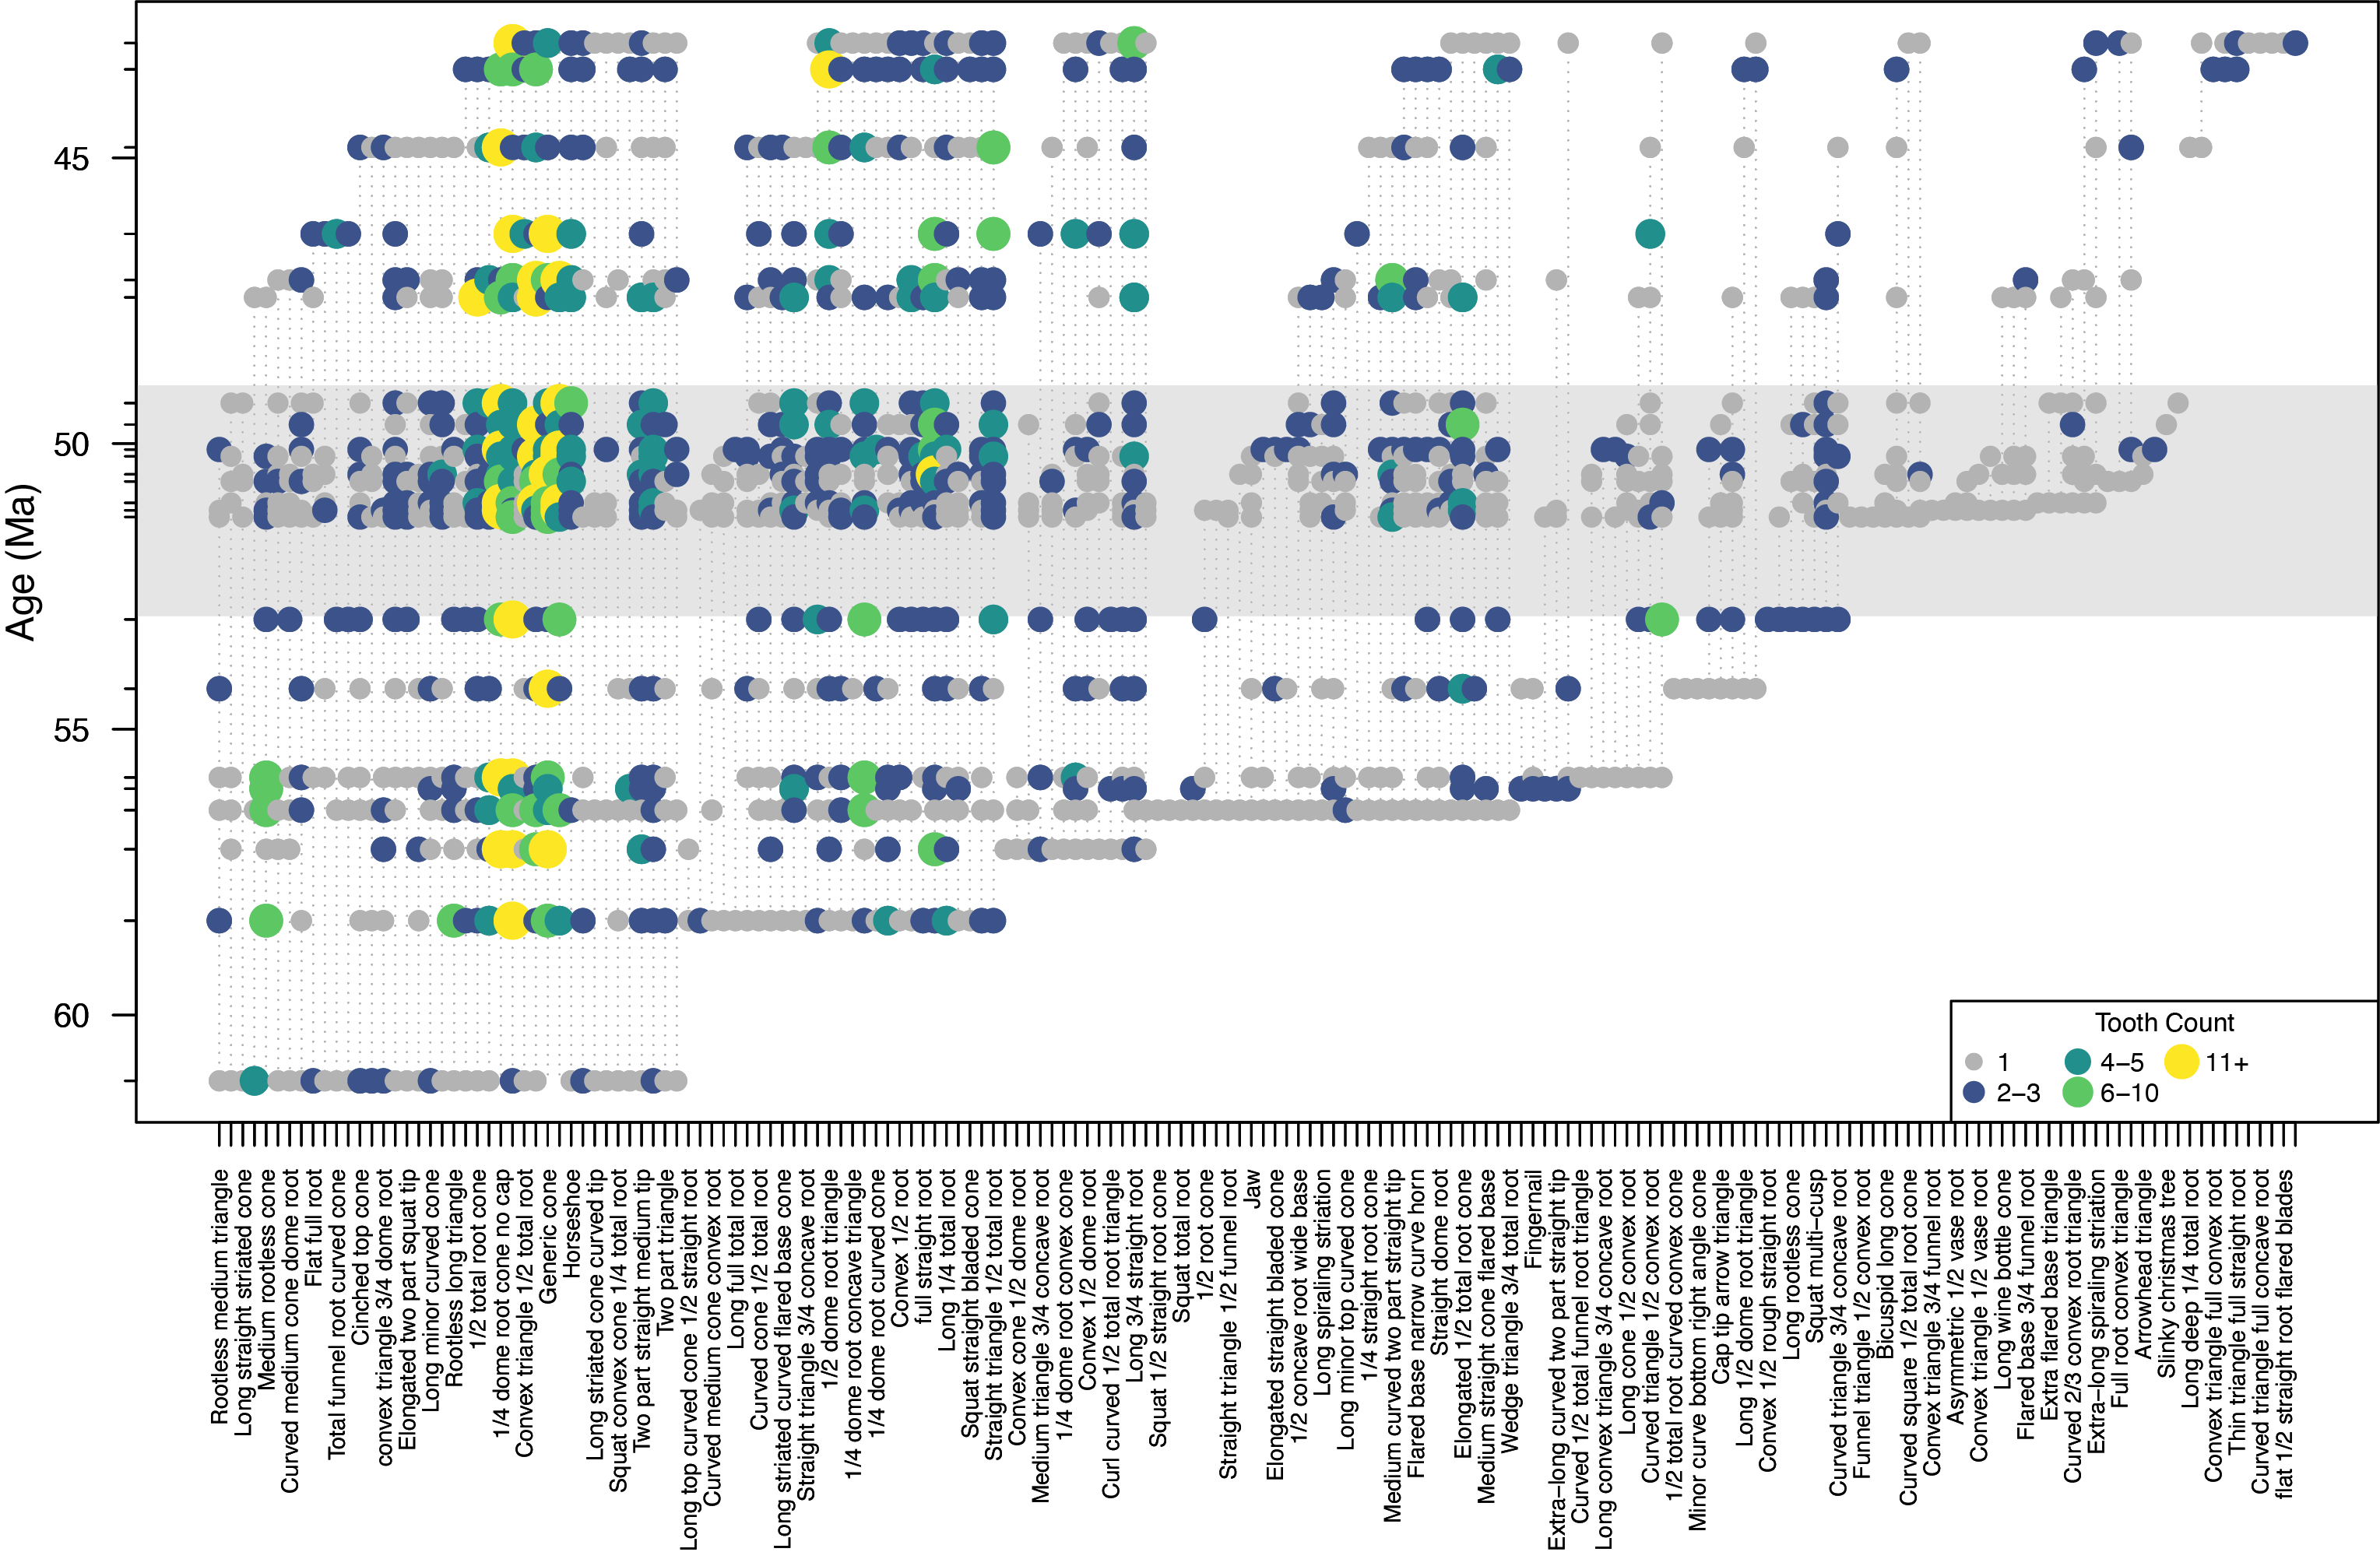 45
50
55
60
Age (Ma)
Tooth Count
1
4−5
11+
2−3
6−10
Rootless medium triangle
Long straight striated cone
Medium rootless cone
Curved medium cone dome root
Flat full root
Total funnel root curved cone
Cinched top cone
convex triangle 3/4 dome root
Elongated two part squat tip
Long minor curved cone
Rootless long triangle
1/2 total root cone
1/4 dome root cone no cap
Convex triangle 1/2 total root
Generic cone
Horseshoe
Long striated cone curved tip
Squat convex cone 1/4 total root
Two part straight medium tip
Two part triangle
Long top curved cone 1/2 straight root
Curved medium cone convex root
Long full total root
Curved cone 1/2 total root
Long striated curved flared base cone
Straight triangle 3/4 concave root
1/2 dome root triangle
1/4 dome root concave triangle
1/4 dome root curved cone
Convex 1/2 root
full straight root
Long 1/4 total root
Squat straight bladed cone
Straight triangle 1/2 total root
Convex cone 1/2 dome root
Medium triangle 3/4 concave root
1/4 dome root convex cone
Convex 1/2 dome root
Curl curved 1/2 total root triangle
Long 3/4 straight root
Squat 1/2 straight root cone
Squat total root
1/2 root cone
Straight triangle 1/2 funnel root
Jaw
Elongated straight bladed cone
1/2 concave root wide base
Long spiraling striation
Long minor top curved cone
1/4 straight root cone
Medium curved two part straight tip
Flared base narrow curve horn
Straight dome root
Elongated 1/2 total root cone
Medium straight cone flared base
Wedge triangle 3/4 total root
Fingernail
Extra−long curved two part straight tip
Curved 1/2 total funnel root triangle
Long convex triangle 3/4 concave root
Long cone 1/2 convex root
Curved triangle 1/2 convex root
1/2 total root curved convex cone
Minor curve bottom right angle cone
Cap tip arrow triangle
Long 1/2 dome root triangle
Convex 1/2 rough straight root
Long rootless cone
Squat multi−cusp
Curved triangle 3/4 concave root
Funnel triangle 1/2 convex root
Bicuspid long cone
Curved square 1/2 total root cone
Convex triangle 3/4 funnel root
Asymetric 1/2 vase root
Convex triangle 1/2 vase root
Long wine bottle cone
Flared base 3/4 funnel root
Extra flared base triangle
Curved 2/3 convex root triangle
Extra−long spiraling striation
Full root convex triangle
Arrowhead triangle
Slinky christmas tree
Long deep 1/4 total root
Convex triangle full convex root
Thin triangle full straight root
Curved triangle full concave root
flat 1/2 straight root flared blades